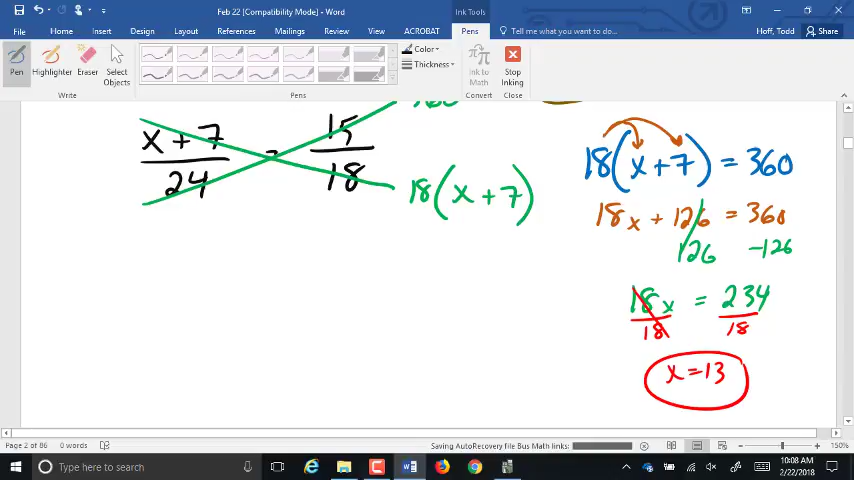 Feb 22 [Compatibility Mode] - Word
Ink Tools
File Home Insert Design Layout References Mailings Review View ACROBAT Pens Tell me what you want to do... Hoff, Todd Share
Pen Highlighter Eraser Select Objects
Color
Thickness
Ink to Math
Stop Inking
Write Pens Convert Close
360
x + 7 / 24 = 15 / 18
18(x + 7)
18(x + 7) = 360
18x + 126 = 360
126 -126
18x = 234
18 18
x = 13
Page 2 of 86 0 words Saving AutoRecovery file Bus Math links: 150%
Type here to search
10:08 AM
2/22/2018